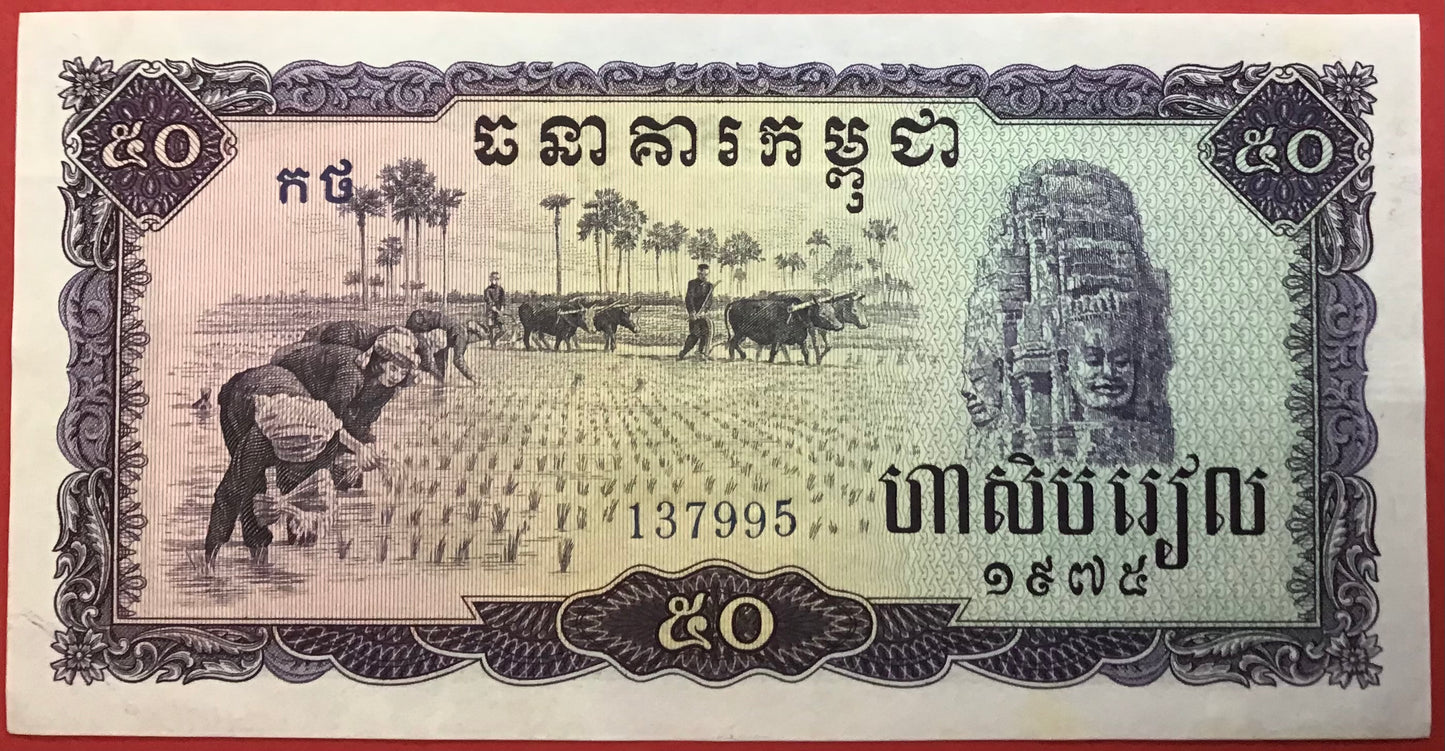 ៥០
៥០
ធនាគារកម្ពុជា
កថ
137995
ហាសិបរៀល
១៩៧៥
៥០